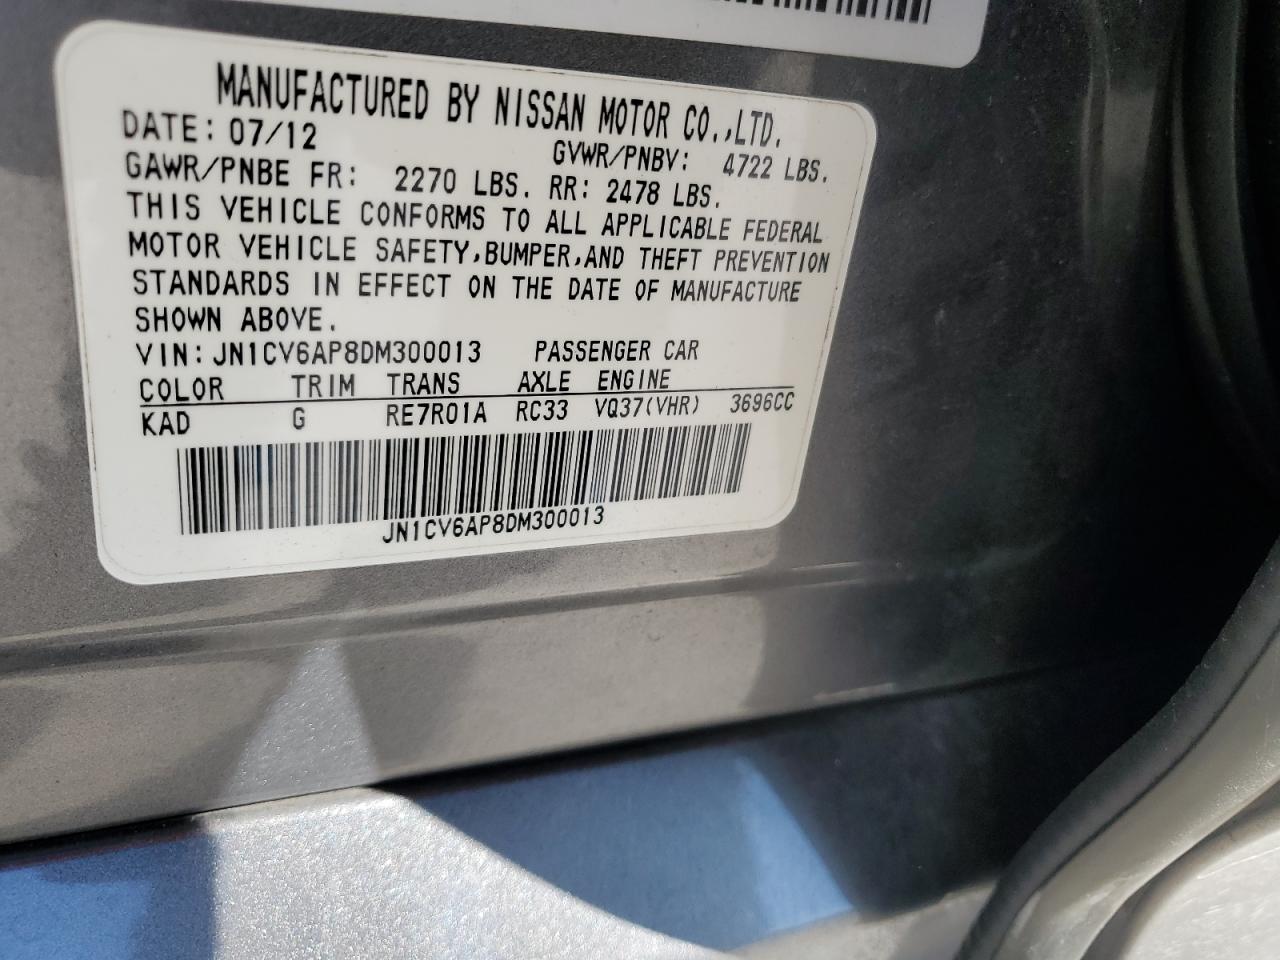 MANUFACTURED BY NISSAN MOTOR CO.,LTD.
DATE: 07/12 GVWR/PNBV: 4722 LBS.
GAWR/PNBE FR: 2270 LBS. RR: 2478 LBS.
THIS VEHICLE CONFORMS TO ALL APPLICABLE FEDERAL
MOTOR VEHICLE SAFETY,BUMPER,AND THEFT PREVENTION
STANDARDS IN EFFECT ON THE DATE OF MANUFACTURE
SHOWN ABOVE.
VIN: JN1CV6AP8DM300013 PASSENGER CAR
COLOR TRIM TRANS AXLE ENGINE
KAD G RE7R01A RC33 VQ37(VHR) 3696CC
JN1CV6AP8DM300013